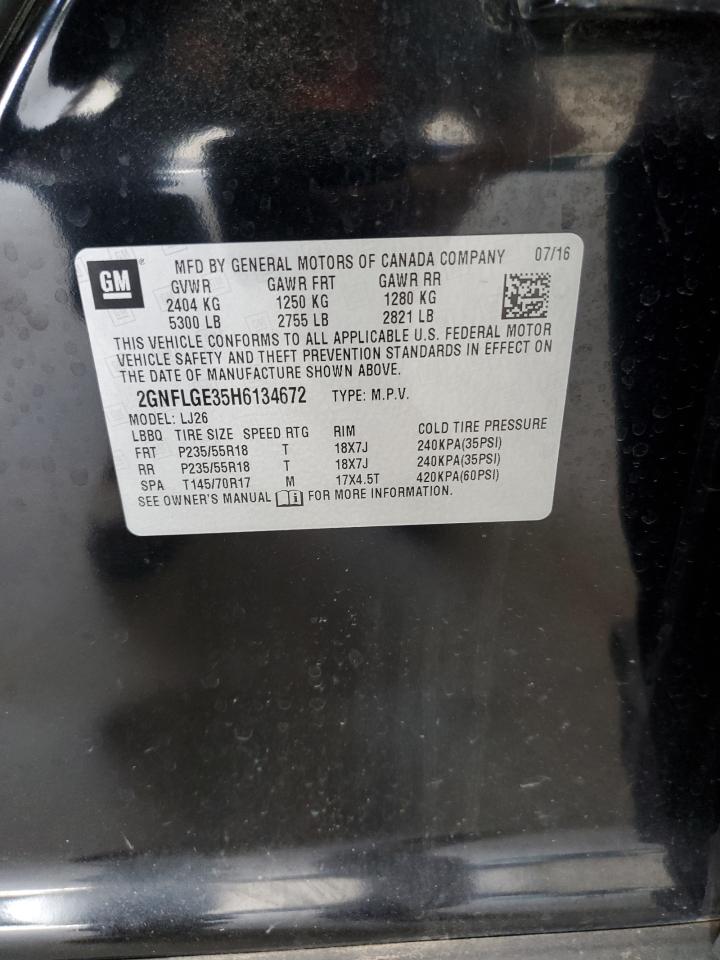 GM ® MFD BY GENERAL MOTORS OF CANADA COMPANY 07/16
GVWR GAWR FRT GAWR RR
2404 KG 1250 KG 1280 KG
5300 LB 2755 LB 2821 LB
THIS VEHICLE CONFORMS TO ALL APPLICABLE U.S. FEDERAL MOTOR
VEHICLE SAFETY AND THEFT PREVENTION STANDARDS IN EFFECT ON
THE DATE OF MANUFACTURE SHOWN ABOVE.
2GNFLGE35H6134672 TYPE: M.P.V.
MODEL: LJ26
LBBQ TIRE SIZE SPEED RTG RIM COLD TIRE PRESSURE
FRT P235/55R18 T 18X7J 240KPA(35PSI)
RR P235/55R18 T 18X7J 240KPA(35PSI)
SPA T145/70R17 M 17X4.5T 420KPA(60PSI)
SEE OWNER'S MANUAL i FOR MORE INFORMATION.